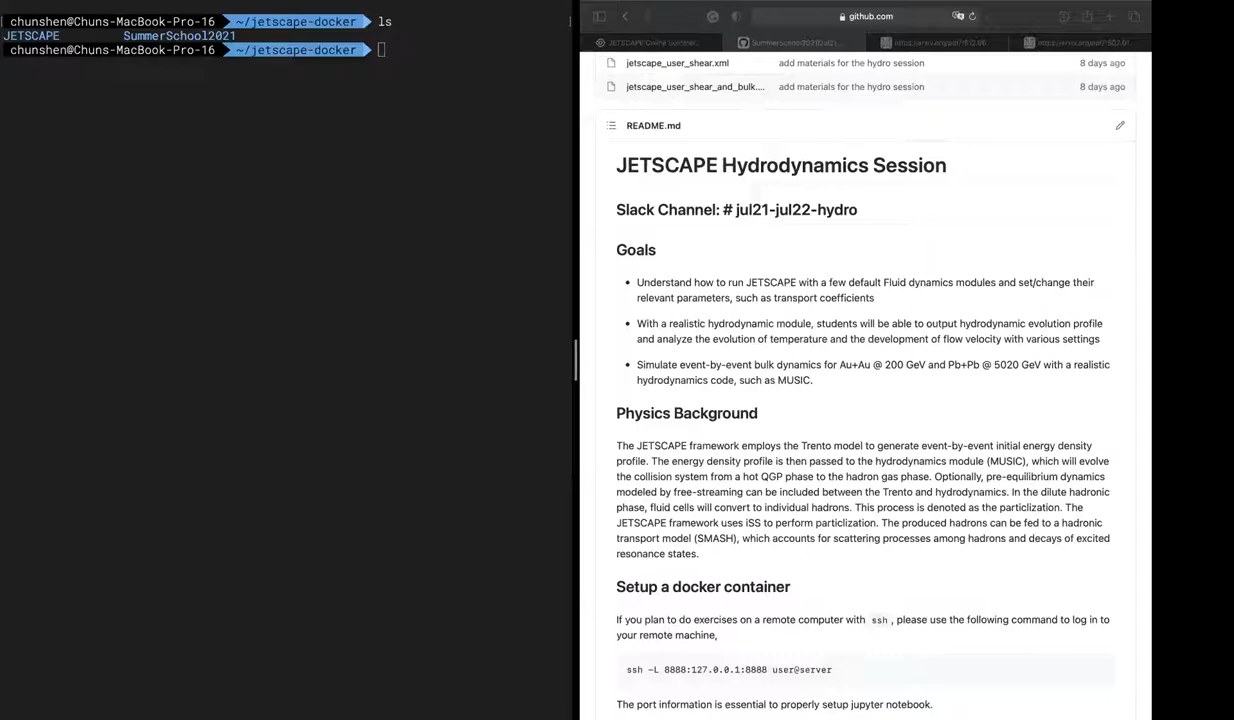 chunshen@Chuns-MacBook-Pro-16 ~/jetscape-docker ls
JETSCAPE SummerSchool2021
chunshen@Chuns-MacBook-Pro-16 ~/jetscape-docker
github.com
JETSCAPE Online Summer...
jetscape_user_shear.xml add materials for the hydro session 8 days ago
jetscape_user_shear_and_bulk.... add materials for the hydro session 8 days ago
README.md
JETSCAPE Hydrodynamics Session
Slack Channel: # jul21-jul22-hydro
Goals
• Understand how to run JETSCAPE with a few default Fluid dynamics modules and set/change their
relevant parameters, such as transport coefficients
• With a realistic hydrodynamic module, students will be able to output hydrodynamic evolution profile
and analyze the evolution of temperature and the development of flow velocity with various settings
• Simulate event-by-event bulk dynamics for Au+Au @ 200 GeV and Pb+Pb @ 5020 GeV with a realistic
hydrodynamics code, such as MUSIC.
Physics Background
The JETSCAPE framework employs the Trento model to generate event-by-event initial energy density
profile. The energy density profile is then passed to the hydrodynamics module (MUSIC), which will evolve
the collision system from a hot QGP phase to the hadron gas phase. Optionally, pre-equilibrium dynamics
modeled by free-streaming can be included between the Trento and hydrodynamics. In the dilute hadronic
phase, fluid cells will convert to individual hadrons. This process is denoted as the particlization. The
JETSCAPE framework uses iSS to perform particlization. The produced hadrons can be fed to a hadronic
transport model (SMASH), which accounts for scattering processes among hadrons and decays of excited
resonance states.
Setup a docker container
If you plan to do exercises on a remote computer with ssh , please use the following command to log in to
your remote machine,
ssh -L 8888:127.0.0.1:8888 user@server
The port information is essential to properly setup jupyter notebook.